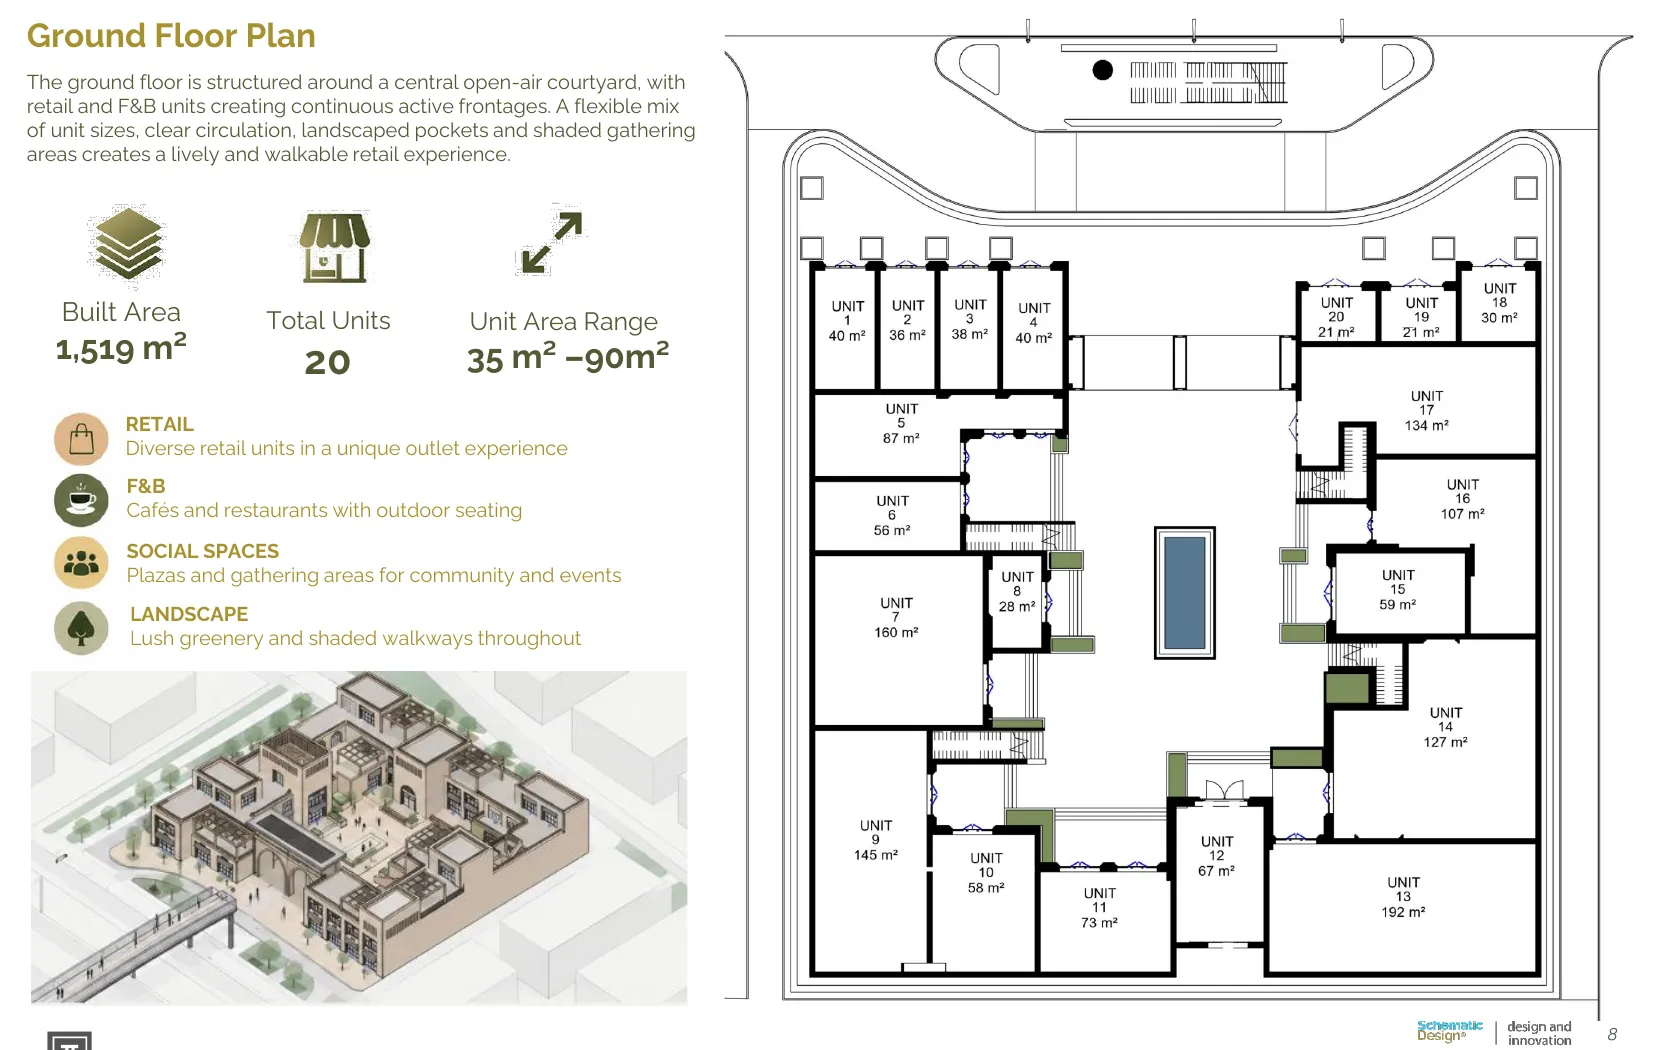 Ground Floor Plan
The ground floor is structured around a central open-air courtyard, with
retail and F&B units creating continuous active frontages. A flexible mix
of unit sizes, clear circulation, landscaped pockets and shaded gathering
areas creates a lively and walkable retail experience.
Built Area
1,519 m²
Total Units
20
Unit Area Range
35 m² –90m²
RETAIL
Diverse retail units in a unique outlet experience
F&B
Cafés and restaurants with outdoor seating
SOCIAL SPACES
Plazas and gathering areas for community and events
LANDSCAPE
Lush greenery and shaded walkways throughout
UNIT
1
40 m²
UNIT
2
36 m²
UNIT
3
38 m²
UNIT
4
40 m²
UNIT
5
87 m²
UNIT
6
56 m²
UNIT
7
160 m²
UNIT
8
28 m²
UNIT
9
145 m²
UNIT
10
58 m²
UNIT
11
73 m²
UNIT
12
67 m²
UNIT
13
192 m²
UNIT
14
127 m²
UNIT
15
59 m²
UNIT
16
107 m²
UNIT
17
134 m²
UNIT
18
30 m²
UNIT
19
21 m²
UNIT
20
21 m²
Schematic
Design®
design and
innovation
8